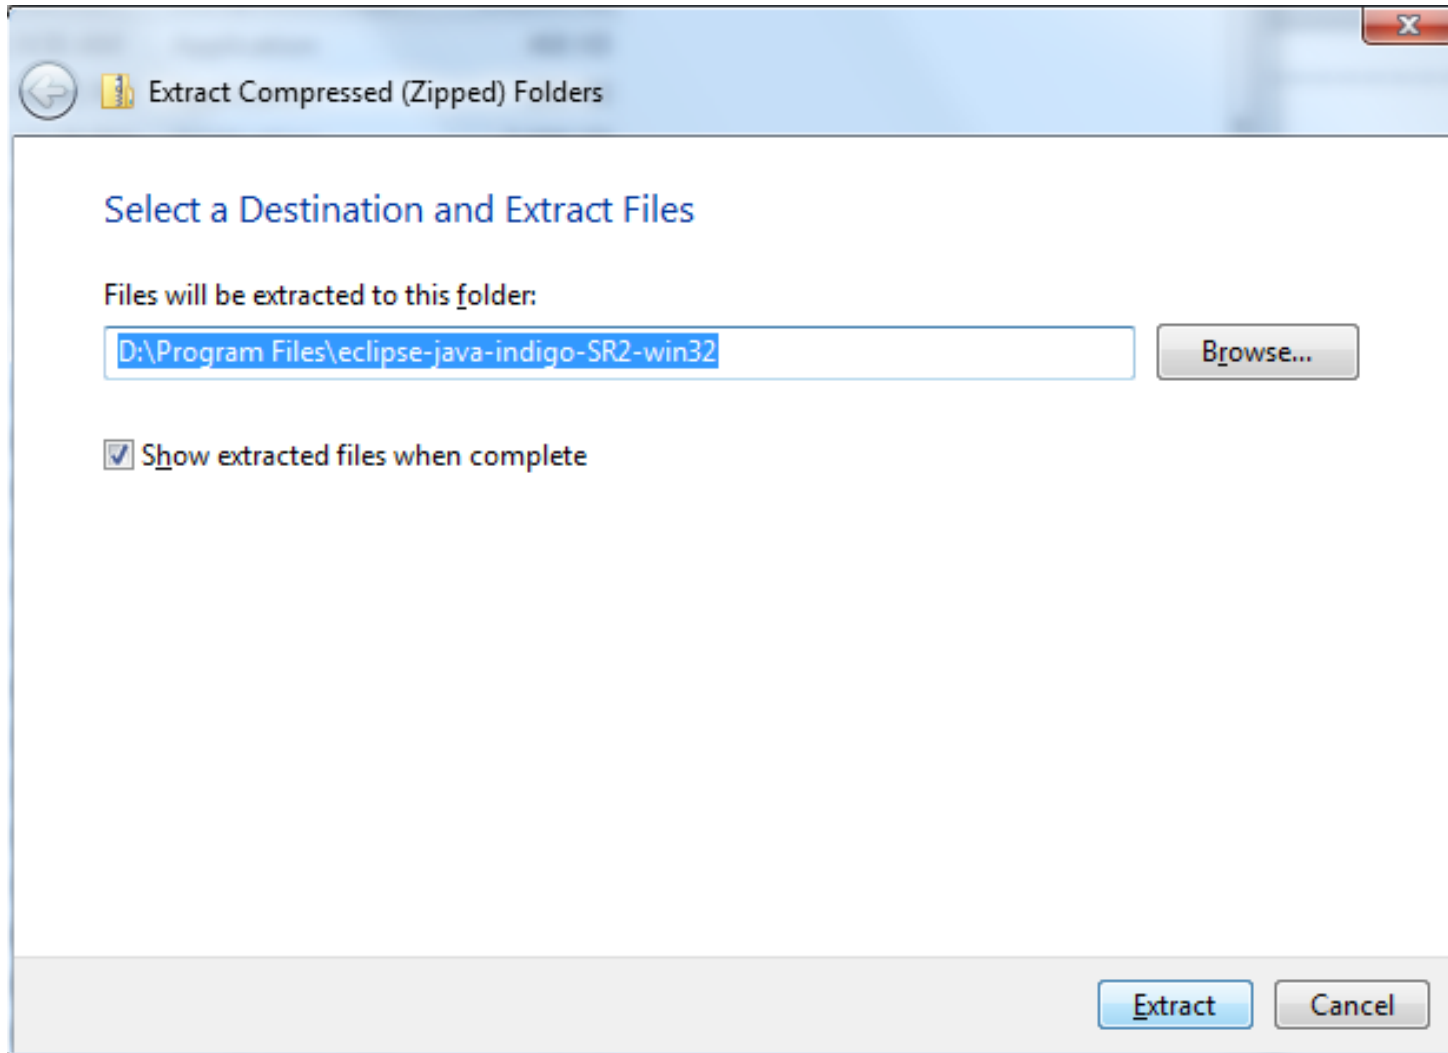 Extract Compressed (Zipped) Folders
Select a Destination and Extract Files
Files will be extracted to this folder:
D:\Program Files\eclipse-java-indigo-SR2-win32
Browse...
Show extracted files when complete
Extract
Cancel